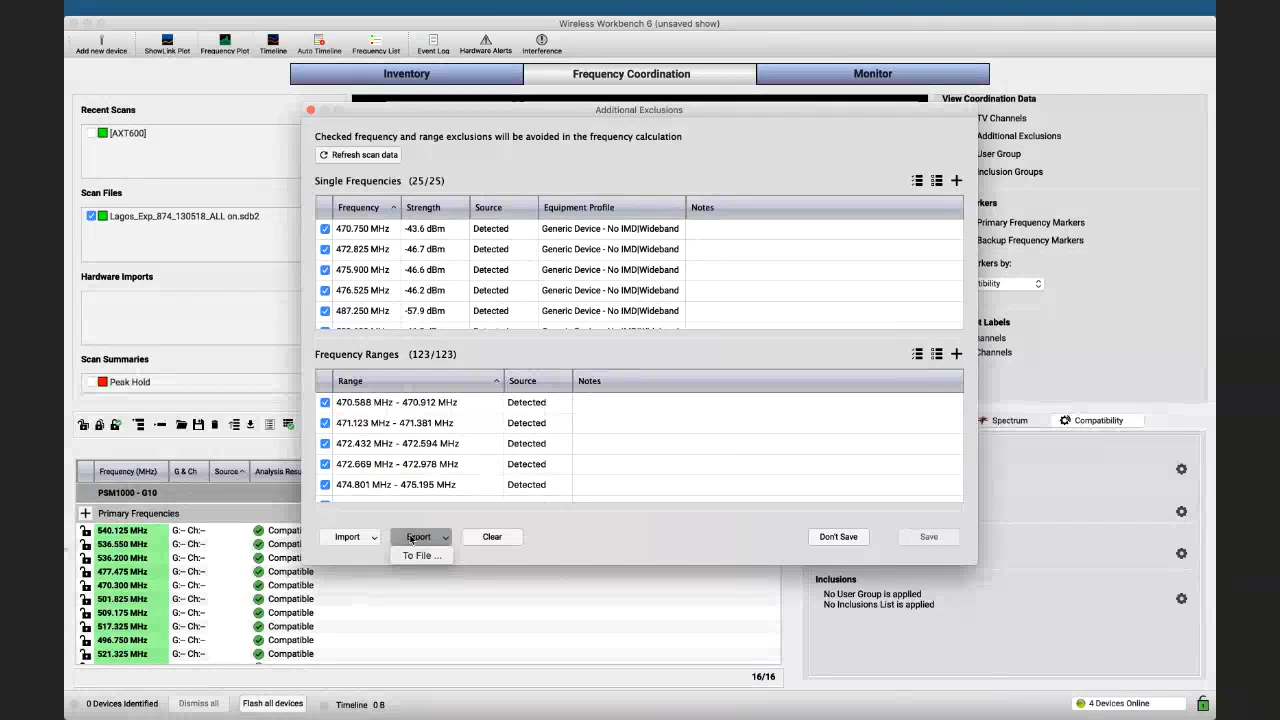 Wireless Workbench 6 (unsaved show)
Add new device
ShowLink Plot
Frequency Plot
Timeline
Auto Timeline
Frequency List
Event Log
Hardware Alerts
Interference
Inventory
Frequency Coordination
Monitor
Recent Scans
[AXT600]
Scan Files
Lagos_Exp_874_130518_ALL on.sdb2
Hardware Imports
Scan Summaries
Peak Hold
Additional Exclusions
Checked frequency and range exclusions will be avoided in the frequency calculation
Refresh scan data
Single Frequencies (25/25)
Frequency Strength Source Equipment Profile Notes
470.750 MHz -43.6 dBm Detected Generic Device - No IMD|Wideband
472.825 MHz -46.7 dBm Detected Generic Device - No IMD|Wideband
475.900 MHz -46.6 dBm Detected Generic Device - No IMD|Wideband
476.525 MHz -46.2 dBm Detected Generic Device - No IMD|Wideband
487.250 MHz -57.9 dBm Detected Generic Device - No IMD|Wideband
Frequency Ranges (123/123)
Range Source Notes
470.588 MHz - 470.912 MHz Detected
471.123 MHz - 471.381 MHz Detected
472.432 MHz - 472.594 MHz Detected
472.669 MHz - 472.978 MHz Detected
474.801 MHz - 475.195 MHz Detected
Import
Export
Clear
Don't Save
Save
To File ...
View Coordination Data
TV Channels
Additional Exclusions
User Group
Inclusion Groups
kers
Primary Frequency Markers
Backup Frequency Markers
kers by:
tibility
t Labels
annels
Channels
Spectrum
Compatibility
Inclusions
No User Group is applied
No Inclusions List is applied
Frequency (MHz) G & Ch Source Analysis Resu
PSM1000 - G10
Primary Frequencies
540.125 MHz G:-- Ch:-- Compati
536.550 MHz G:-- Ch:-- Compatible
536.200 MHz G:-- Ch:-- Compatible
477.475 MHz G:-- Ch:-- Compatible
470.300 MHz G:-- Ch:-- Compatible
501.825 MHz G:-- Ch:-- Compatible
509.175 MHz G:-- Ch:-- Compatible
517.325 MHz G:-- Ch:-- Compatible
496.750 MHz G:-- Ch:-- Compatible
521.325 MHz G:-- Ch:-- Compatible
16/16
0 Devices Identified
Dismiss all
Flash all devices
Timeline 0 B
4 Devices Online